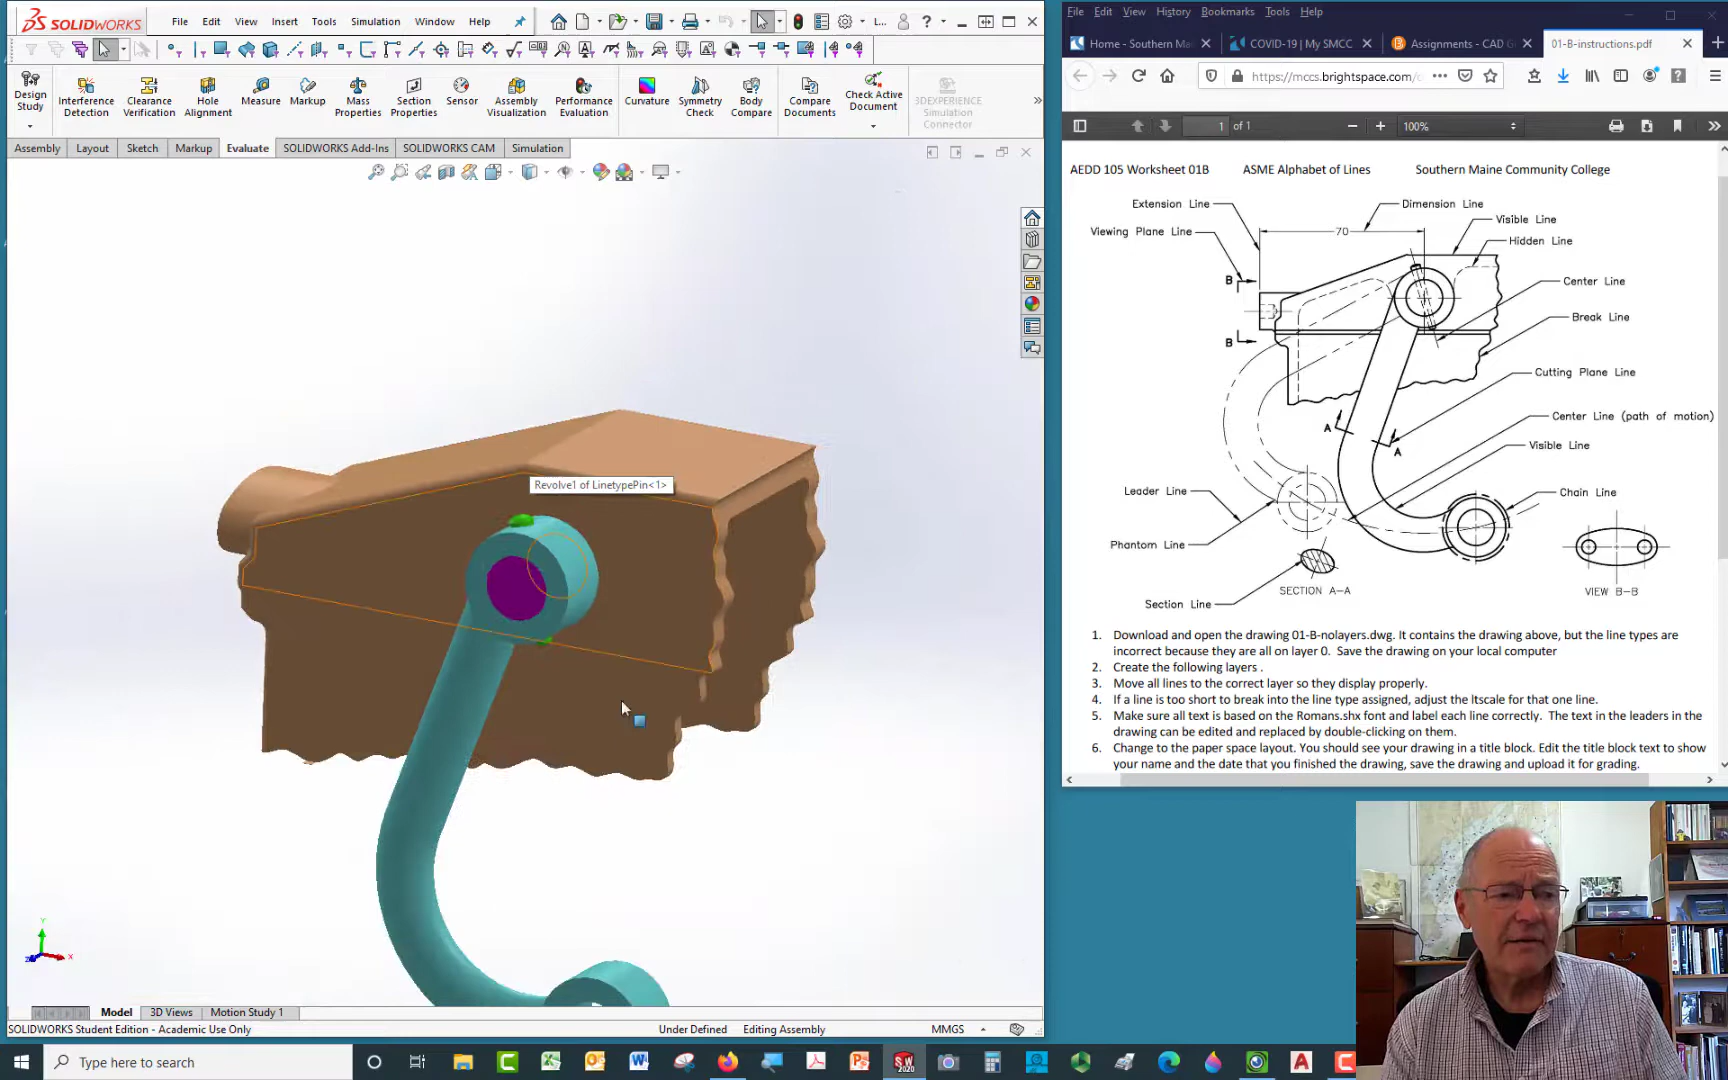 SOLIDWORKS
File Edit View Insert Tools Simulation Window Help
L...
Design Study
Interference Detection
Clearance Verification
Hole Alignment
Measure
Markup
Mass Properties
Section Properties
Sensor
Assembly Visualization
Performance Evaluation
Curvature
Symmetry Check
Body Compare
Compare Documents
Check Active Document
3DEXPERIENCE Simulation Connector
Assembly Layout Sketch Markup Evaluate SOLIDWORKS Add-Ins SOLIDWORKS CAM Simulation
Revolve1 of LinetypePin<1>
Y
X
Z
Model 3D Views Motion Study 1
SOLIDWORKS Student Edition - Academic Use Only
Under Defined
Editing Assembly
MMGS
File Edit View History Bookmarks Tools Help
Home - Southern Ma
COVID-19 | My SMCC
Assignments - CAD G
01-B-instructions.pdf
https://mccs.brightspace.com/
1 of 1
100%
AEDD 105 Worksheet 01B
ASME Alphabet of Lines
Southern Maine Community College
Extension Line
Dimension Line
Viewing Plane Line
Visible Line
70
Hidden Line
B
Center Line
Break Line
B
Cutting Plane Line
Center Line (path of motion)
A
A
Visible Line
Leader Line
Chain Line
Phantom Line
SECTION A-A
VIEW B-B
Section Line
1. Download and open the drawing 01-B-nolayers.dwg. It contains the drawing above, but the line types are
incorrect because they are all on layer 0. Save the drawing on your local computer
2. Create the following layers .
3. Move all lines to the correct layer so they display properly.
4. If a line is too short to break into the line type assigned, adjust the ltscale for that one line.
5. Make sure all text is based on the Romans.shx font and label each line correctly. The text in the leaders in the
drawing can be edited and replaced by double-clicking on them.
6. Change to the paper space layout. You should see your drawing in a title block. Edit the title block text to show
your name and the date that you finished the drawing, save the drawing and upload it for grading.
Type here to search
SW
2020